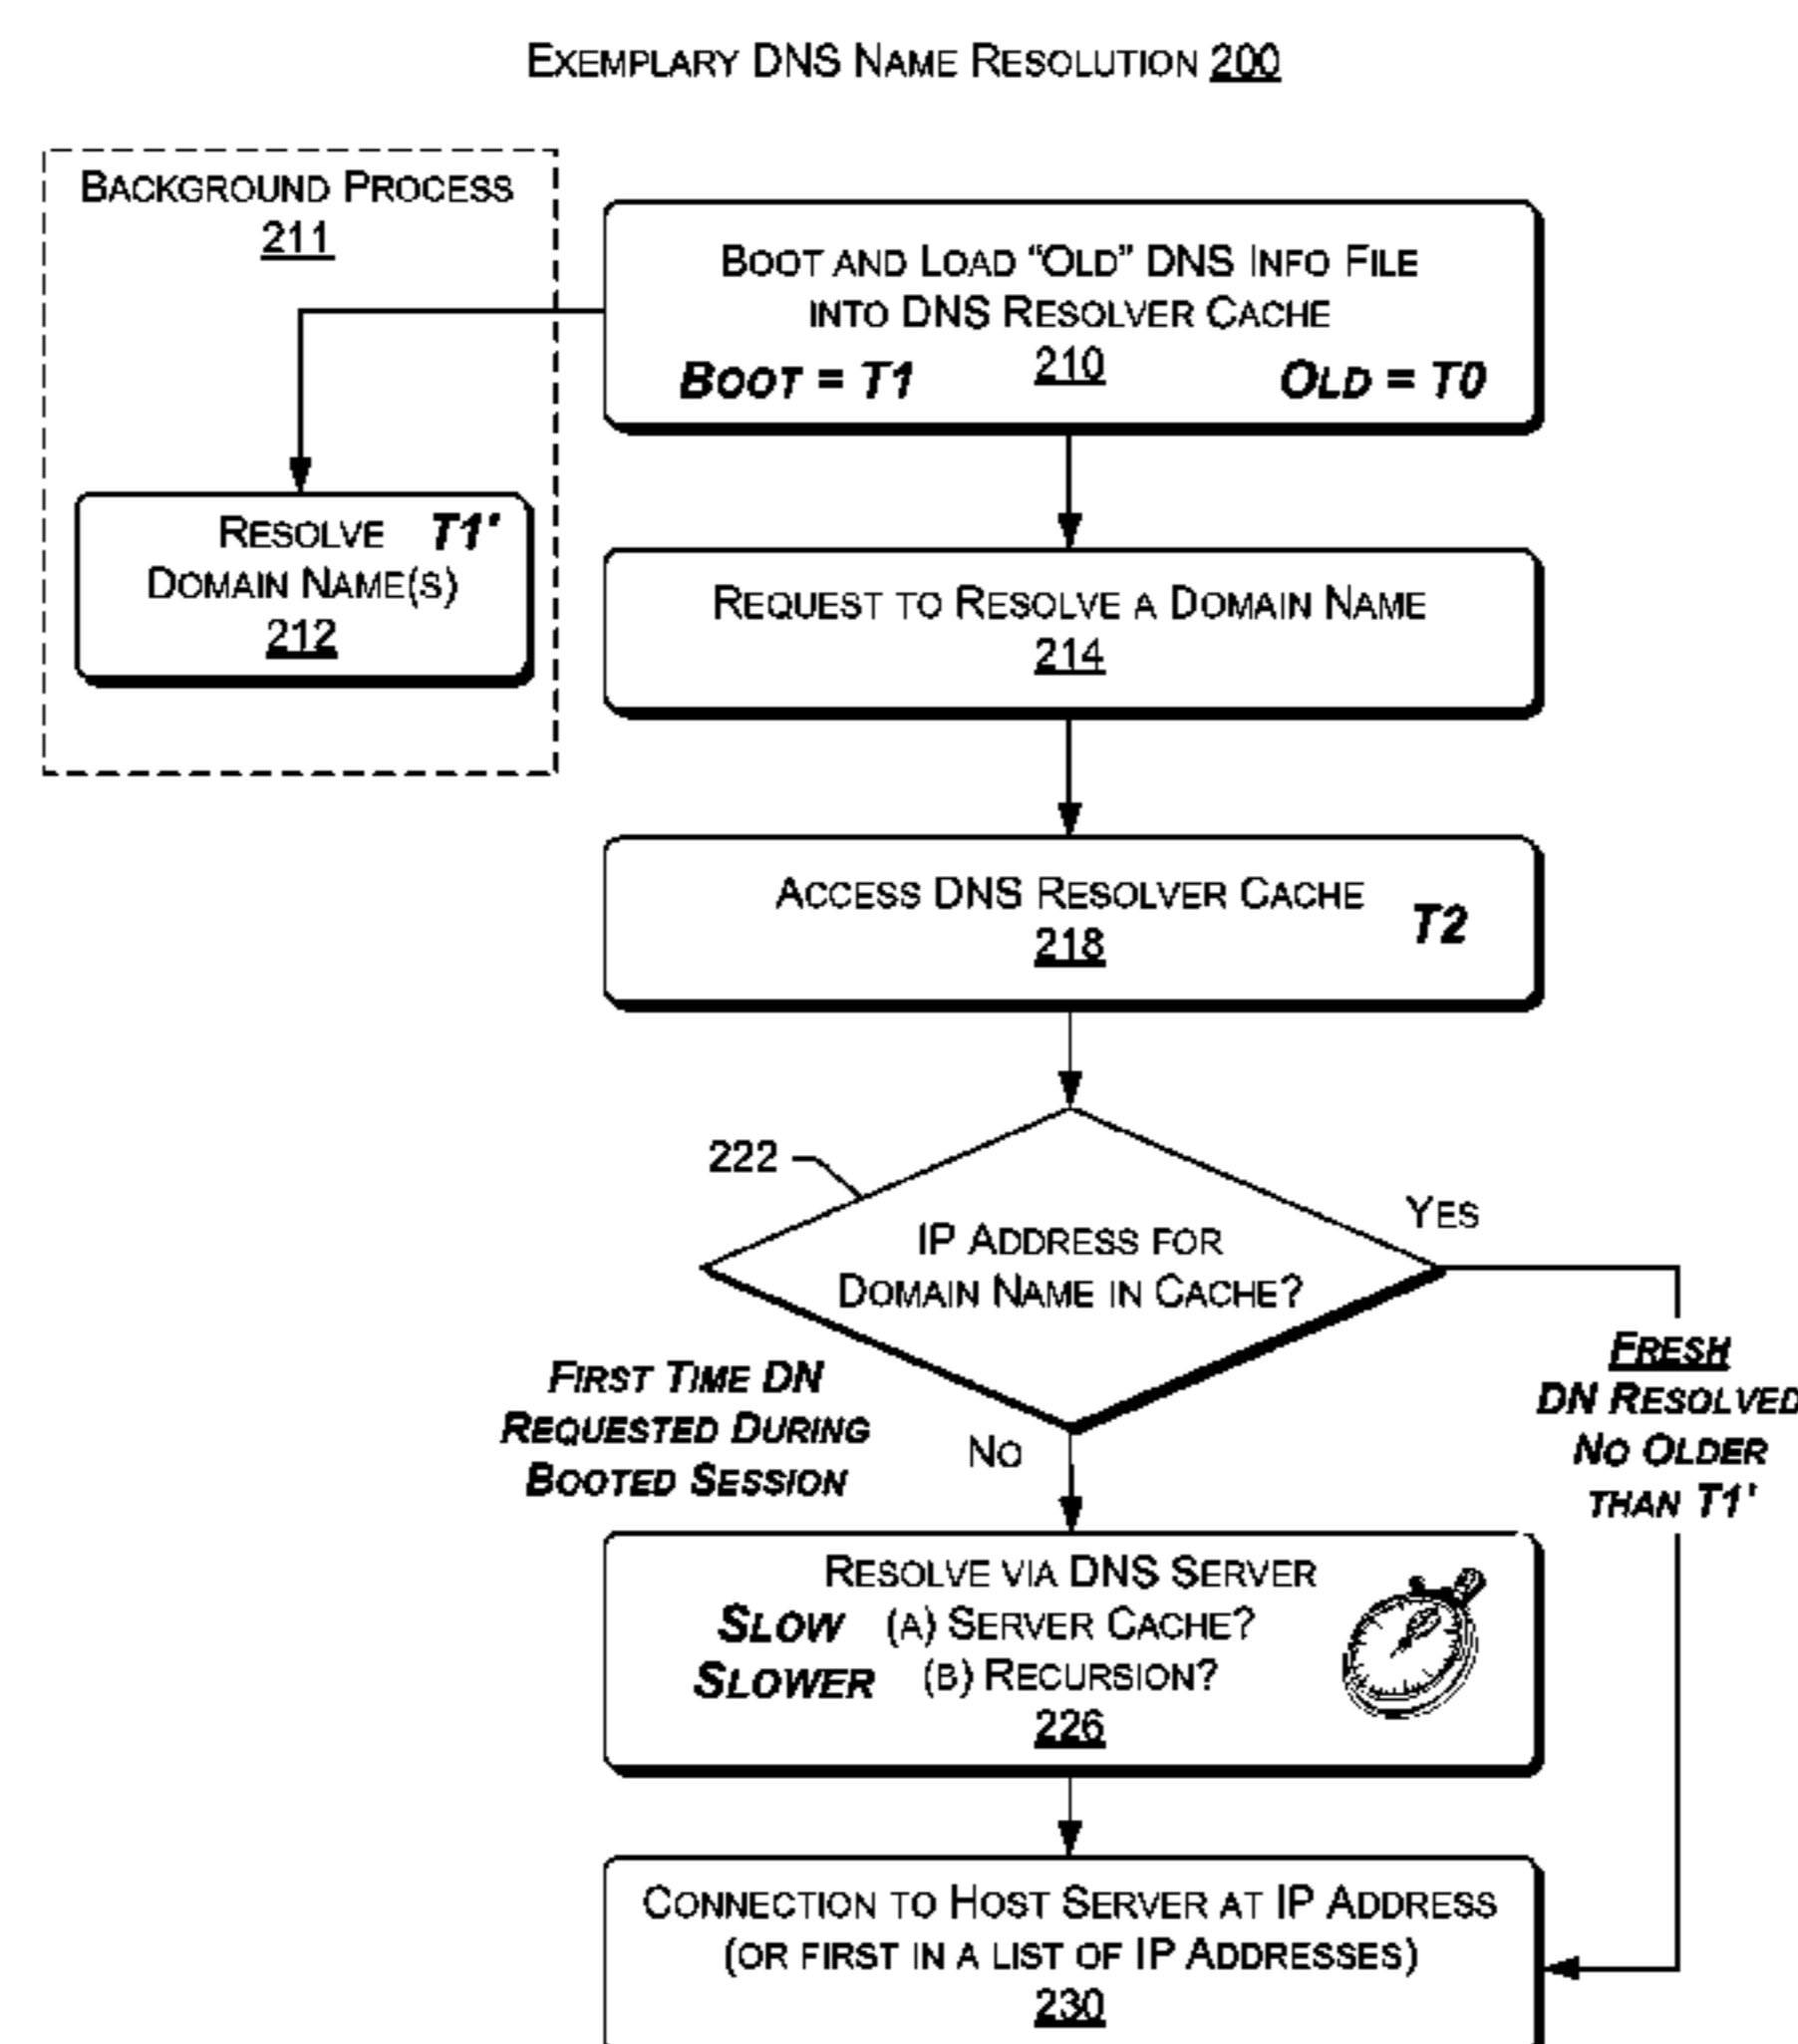 EXEMPLARY DNS NAME RESOLUTION 200
BACKGROUND PROCESS
211
BOOT AND LOAD “OLD” DNS INFO FILE
INTO DNS RESOLVER CACHE
210
BOOT = T1
OLD = T0
RESOLVE T1'
DOMAIN NAME(S)
212
REQUEST TO RESOLVE A DOMAIN NAME
214
ACCESS DNS RESOLVER CACHE
218
T2
222
IP ADDRESS FOR
DOMAIN NAME IN CACHE?
YES
FRESH
DN RESOLVED
NO OLDER
THAN T1'
FIRST TIME DN
REQUESTED DURING
BOOTED SESSION
NO
RESOLVE VIA DNS SERVER
SLOW (A) SERVER CACHE?
SLOWER (B) RECURSION?
226
CONNECTION TO HOST SERVER AT IP ADDRESS
(OR FIRST IN A LIST OF IP ADDRESSES)
230